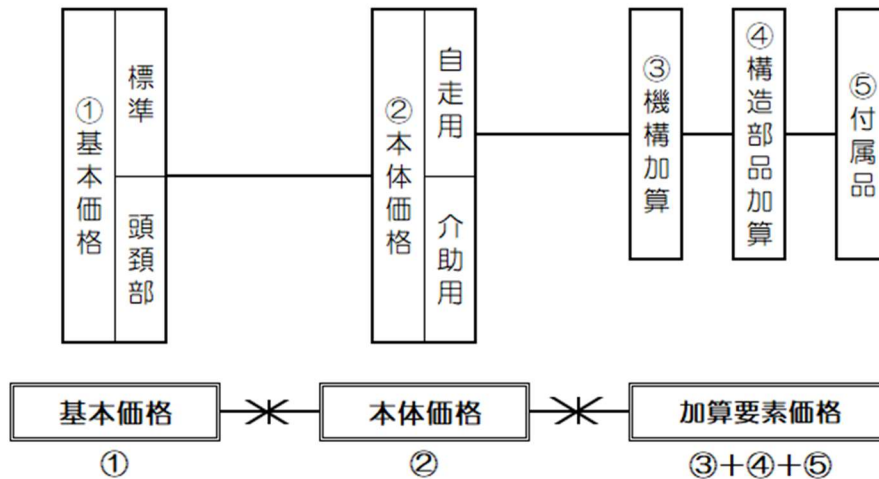 ①基本価格
標準
頭頚部
②本体価格
自走用
介助用
③機構加算
④構造部品加算
⑤付属品
基本価格
本体価格
加算要素価格
①
②
③+④+⑤